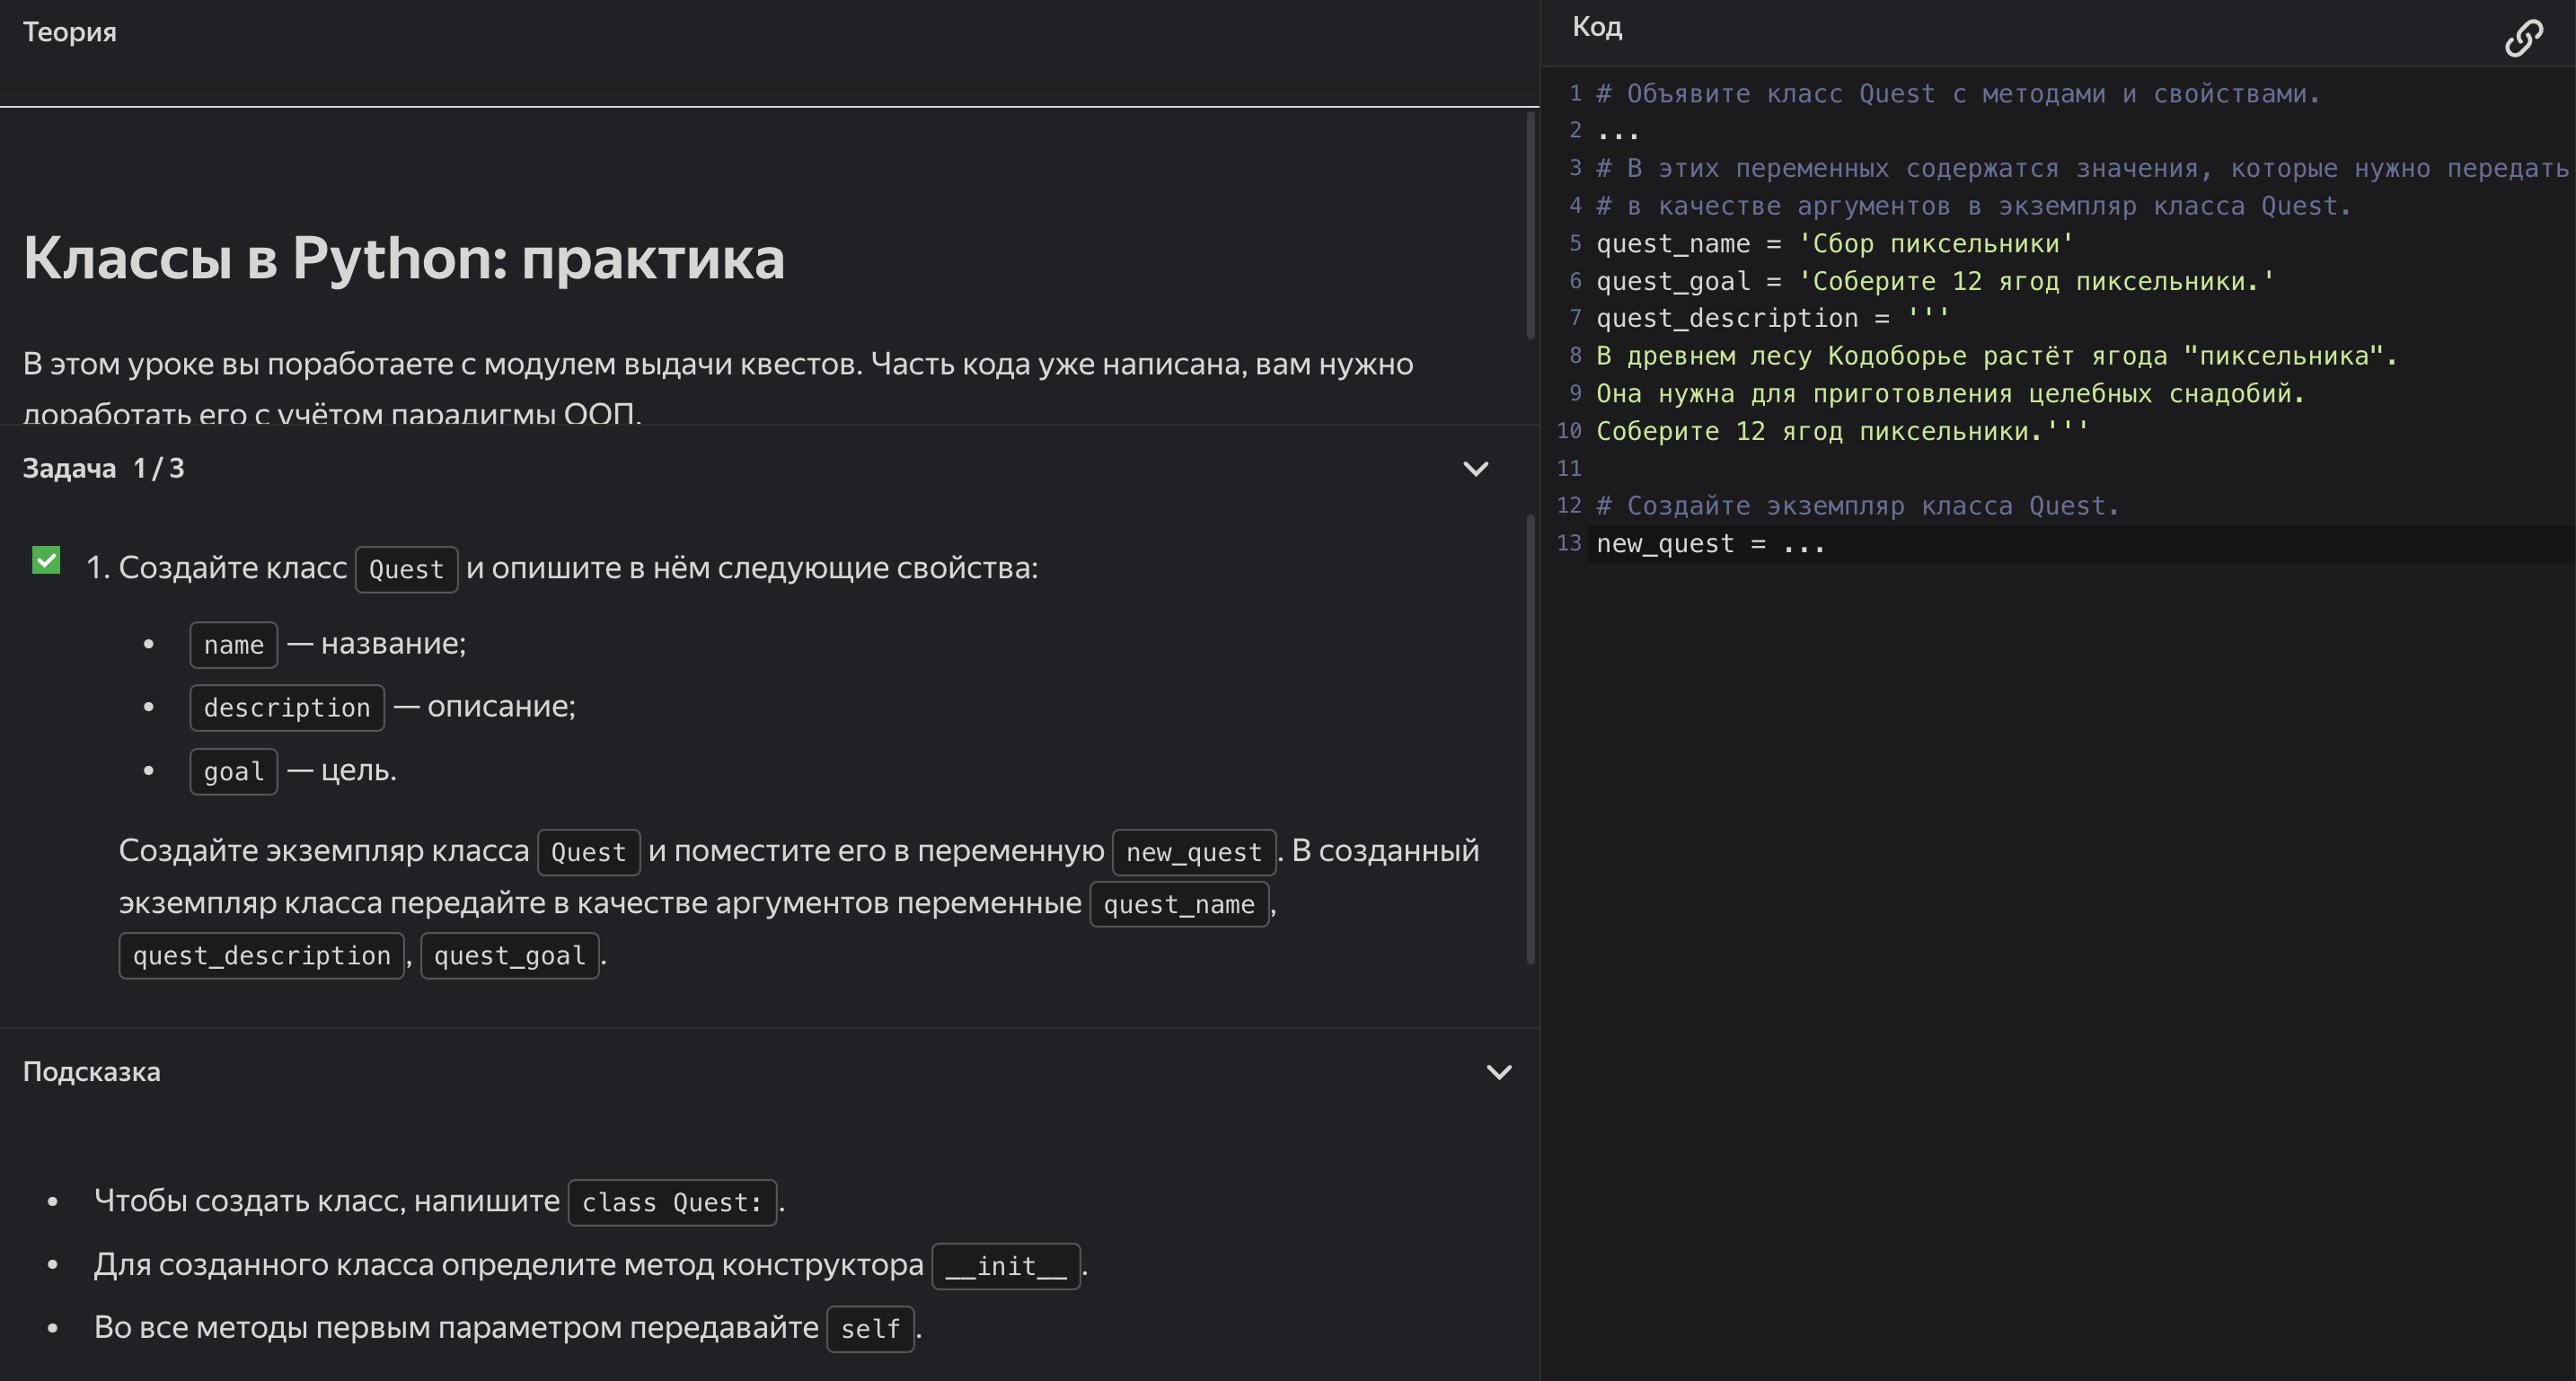 Теория
Классы в Python: практика
В этом уроке вы поработаете с модулем выдачи квестов. Часть кода уже написана, вам нужно
доработать его с учётом парадигмы ООП.
Задача 1 / 3
1. Создайте класс Quest и опишите в нём следующие свойства:
• name — название;
• description — описание;
• goal — цель.
Создайте экземпляр класса Quest и поместите его в переменную new_quest. В созданный
экземпляр класса передайте в качестве аргументов переменные quest_name,
quest_description, quest_goal.
Подсказка
• Чтобы создать класс, напишите class Quest:.
• Для созданного класса определите метод конструктора __init__.
• Во все методы первым параметром передавайте self.
Код
1 # Объявите класс Quest с методами и свойствами.
2 ...
3 # В этих переменных содержатся значения, которые нужно передать
4 # в качестве аргументов в экземпляр класса Quest.
5 quest_name = 'Сбор пиксельники'
6 quest_goal = 'Соберите 12 ягод пиксельники.'
7 quest_description = '''
8 В древнем лесу Кодоборье растёт ягода "пиксельника".
9 Она нужна для приготовления целебных снадобий.
10 Соберите 12 ягод пиксельники.'''
11
12 # Создайте экземпляр класса Quest.
13 new_quest = ...